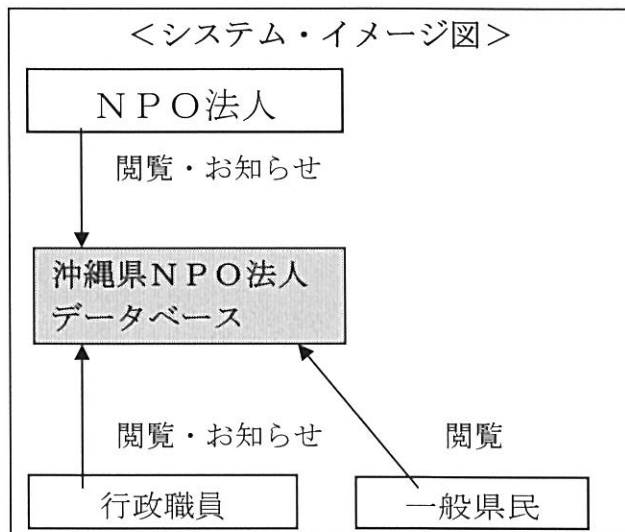 ＜システム・イメージ図＞
ＮＰＯ法人
閲覧・お知らせ
沖縄県ＮＰＯ法人
データベース
閲覧・お知らせ
閲覧
行政職員
一般県民